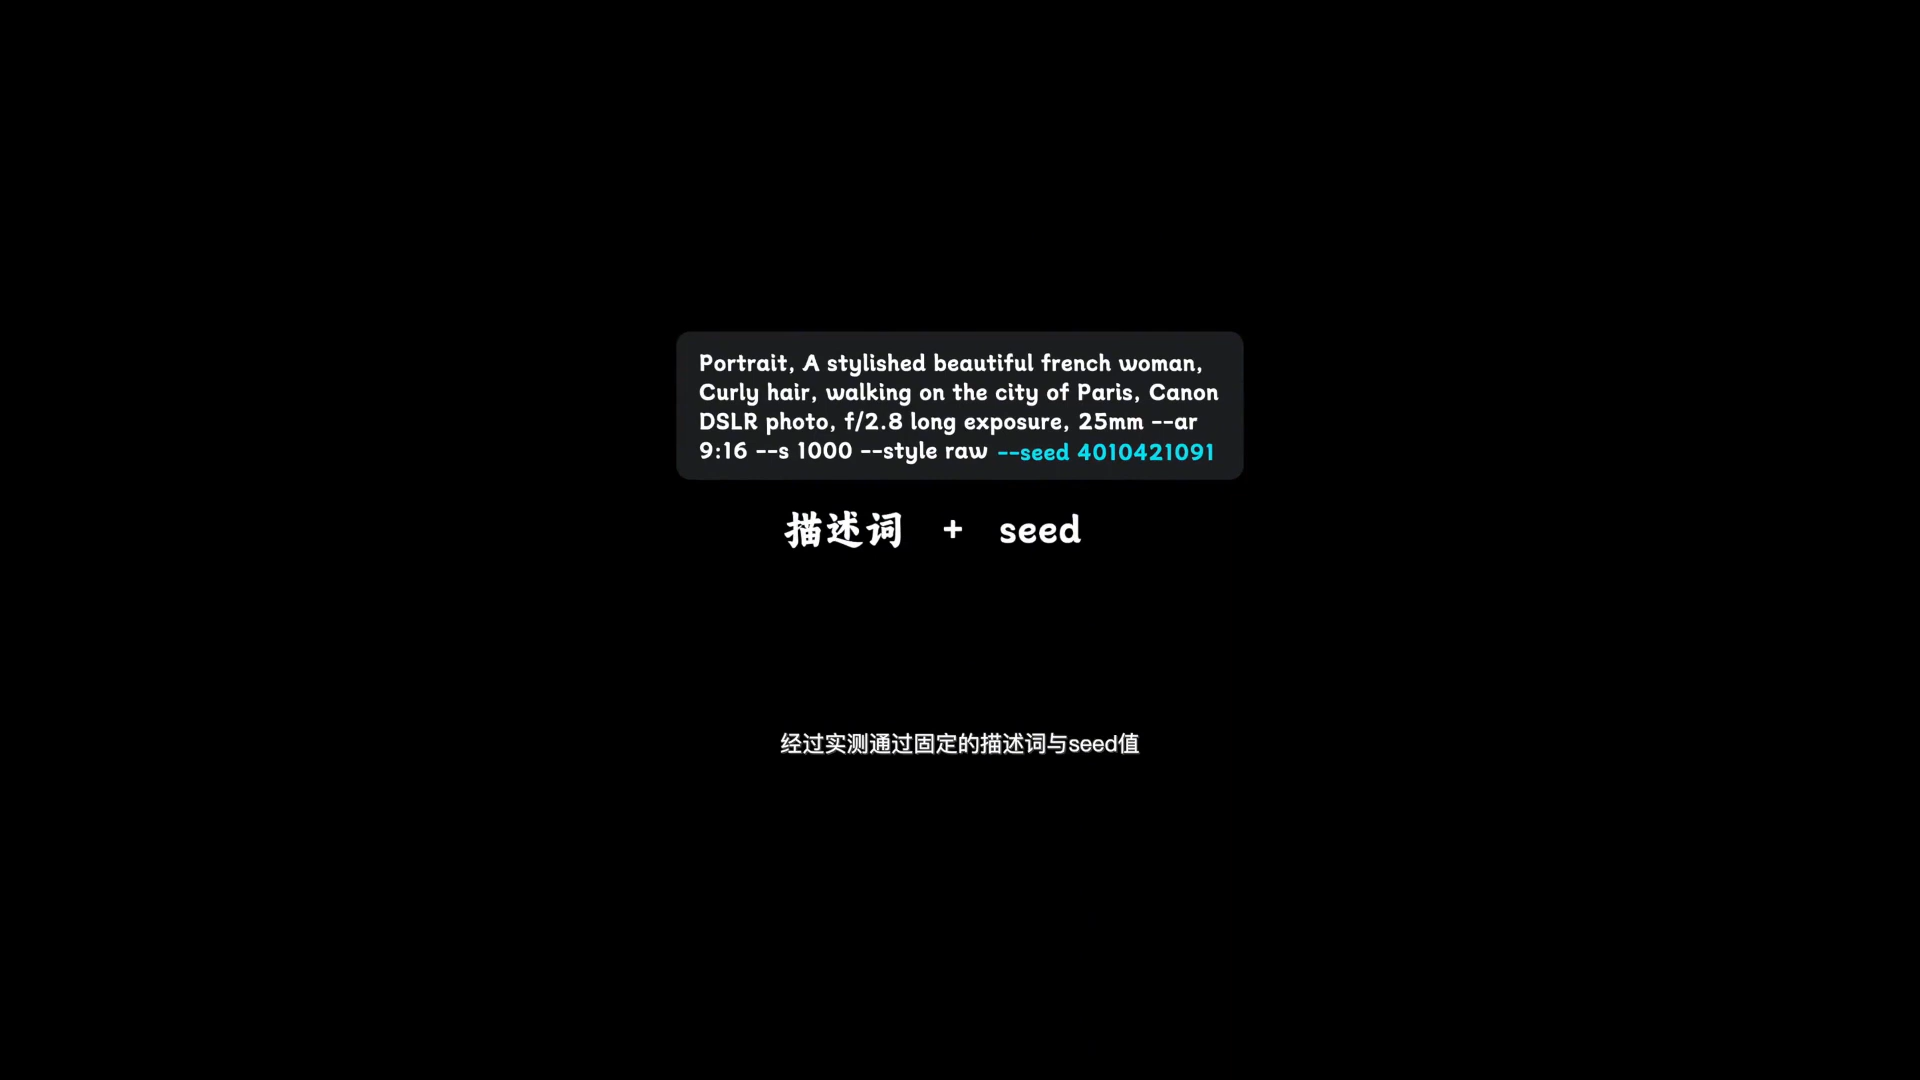 Portrait, A stylished beautiful french woman,
Curly hair, walking on the city of Paris, Canon
DSLR photo, f/2.8 long exposure, 25mm --ar
9:16 --s 1000 --style raw --seed 4010421091
描述词 + seed
经过实测通过固定的描述词与seed值